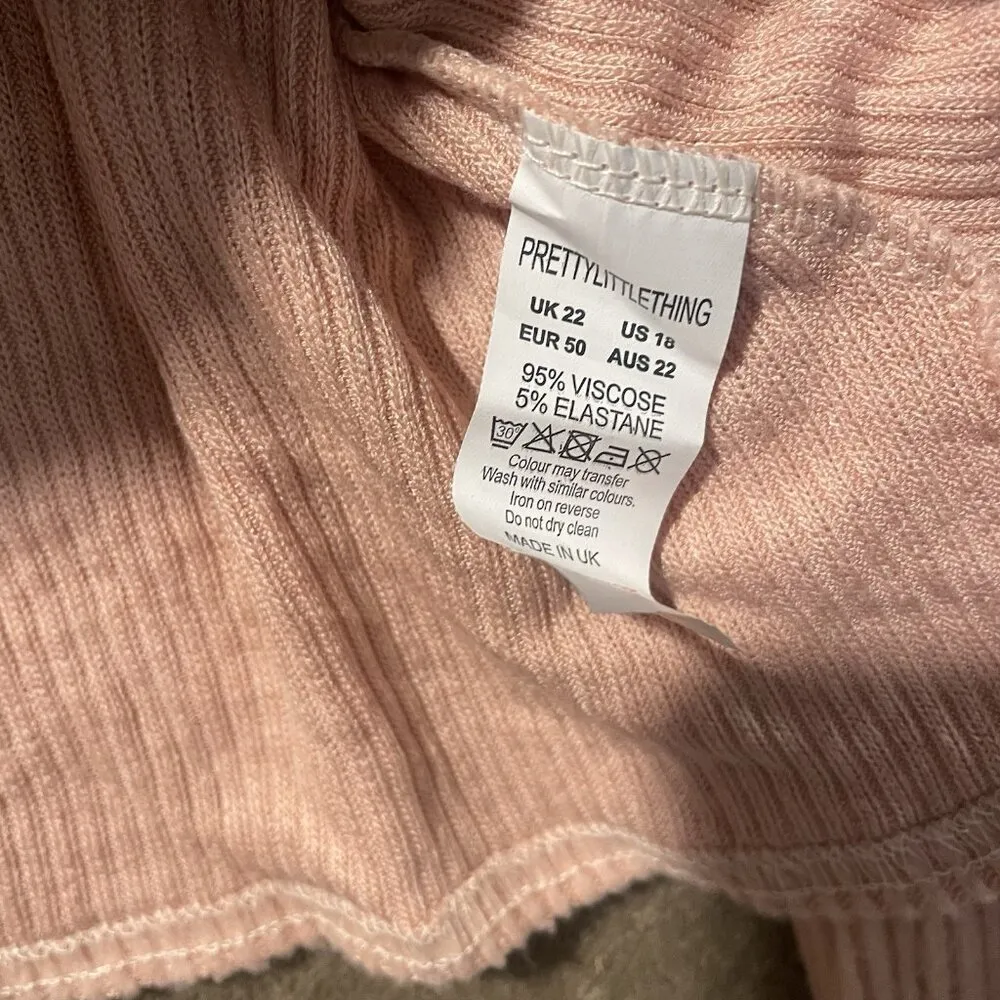 PRETTYLITTLETHING
UK 22 US 18
EUR 50 AUS 22
95% VISCOSE
5% ELASTANE
30°
Colour may transfer
Wash with similar colours,
Iron on reverse
Do not dry clean
MADE IN UK